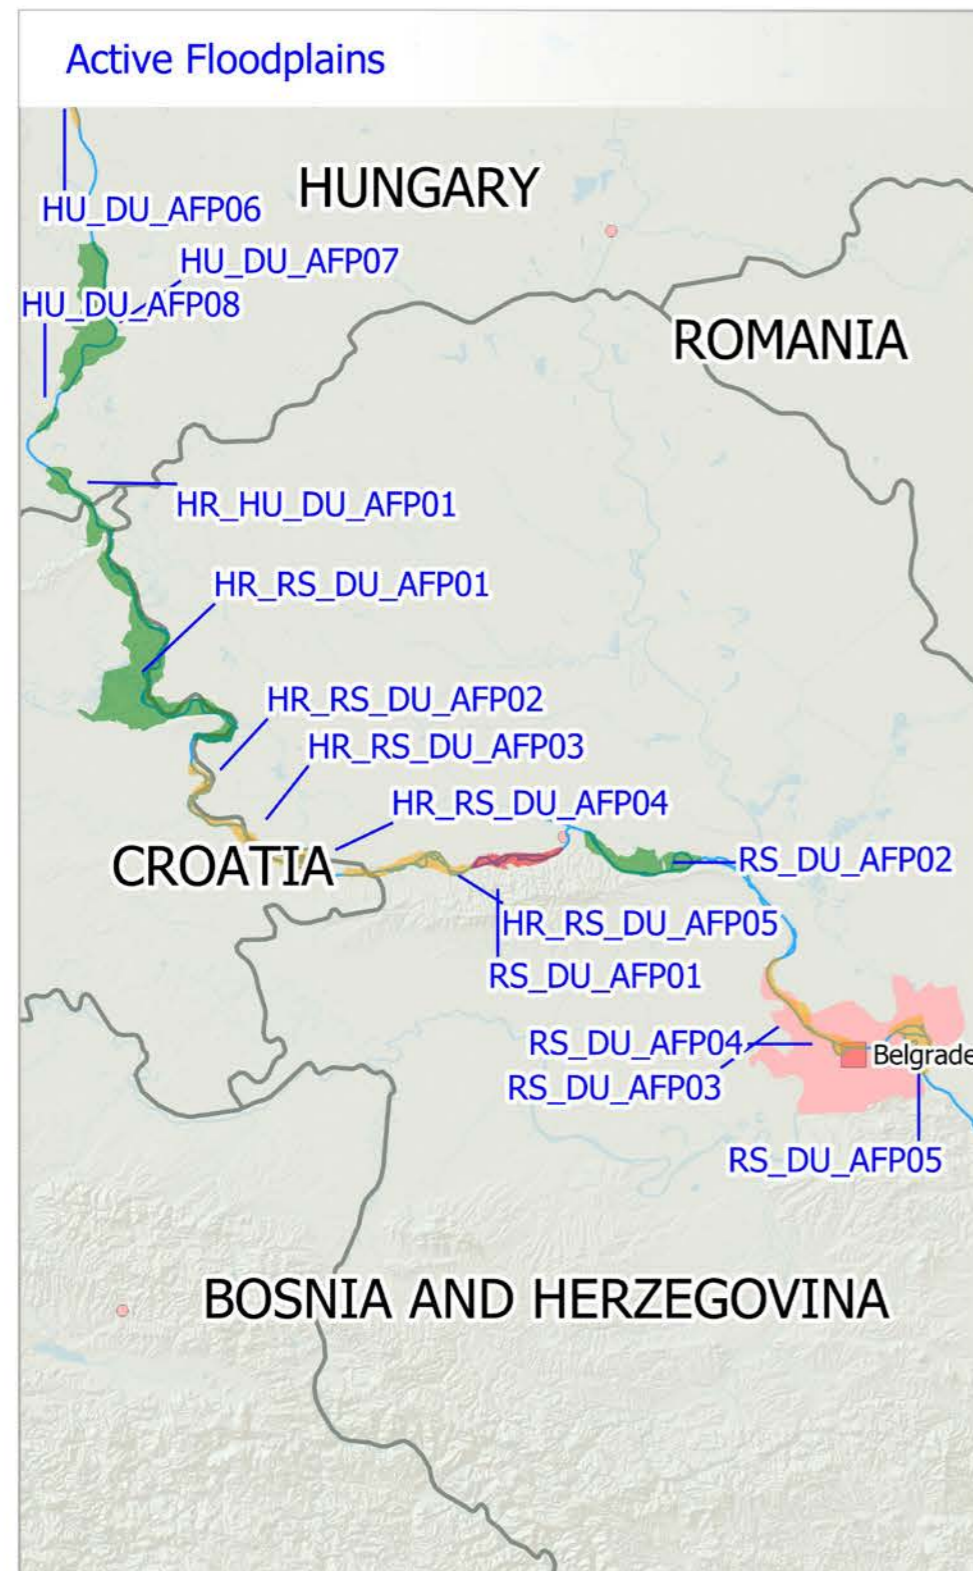 Active Floodplains
HUNGARY
HU_DU_AFP06
HU_DU_AFP07
HU_DU_AFP08
ROMANIA
HR_HU_DU_AFP01
HR_RS_DU_AFP01
HR_RS_DU_AFP02
HR_RS_DU_AFP03
HR_RS_DU_AFP04
CROATIA
RS_DU_AFP02
HR_RS_DU_AFP05
RS_DU_AFP01
RS_DU_AFP04
Belgrade
RS_DU_AFP03
RS_DU_AFP05
BOSNIA AND HERZEGOVINA